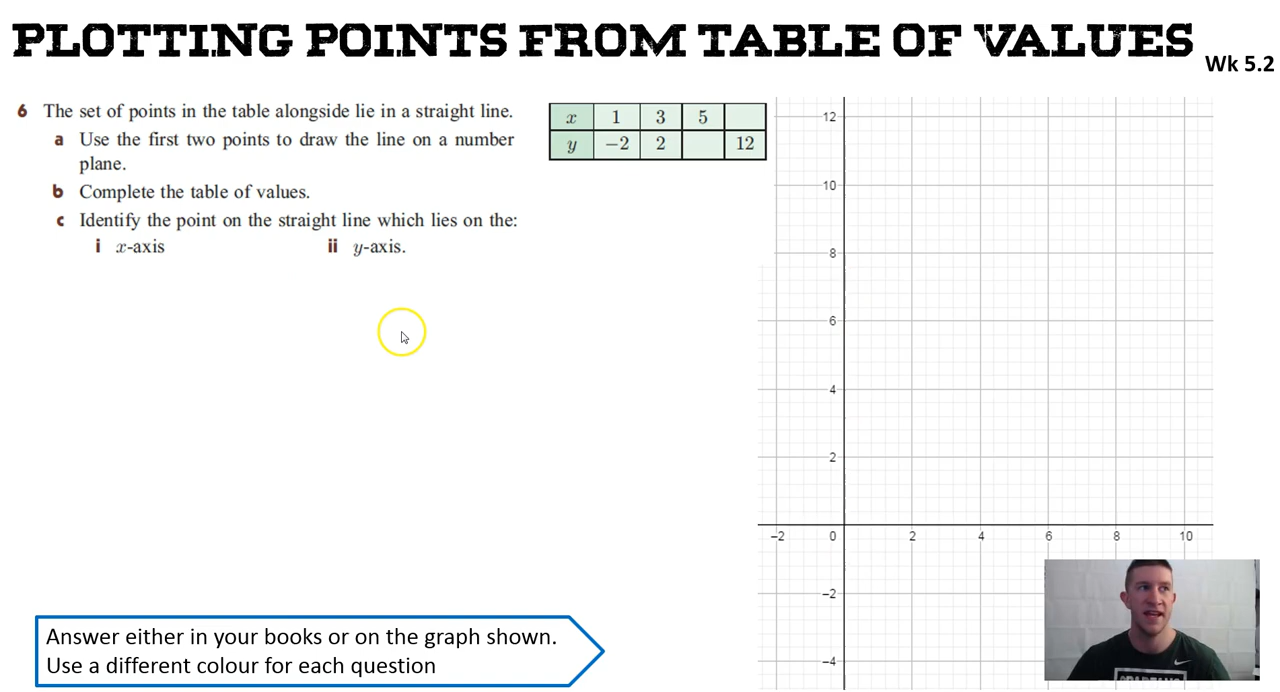 PLOTTING POINTS FROM TABLE OF VALUES
Wk 5.2
6 The set of points in the table alongside lie in a straight line.
a Use the first two points to draw the line on a number
plane.
b Complete the table of values.
c Identify the point on the straight line which lies on the:
i x-axis ii y-axis.
x 1 3 5
y −2 2 12
12
10
8
6
4
2
−2 0 2 4 6 8 10
−2
−4
Answer either in your books or on the graph shown.
Use a different colour for each question